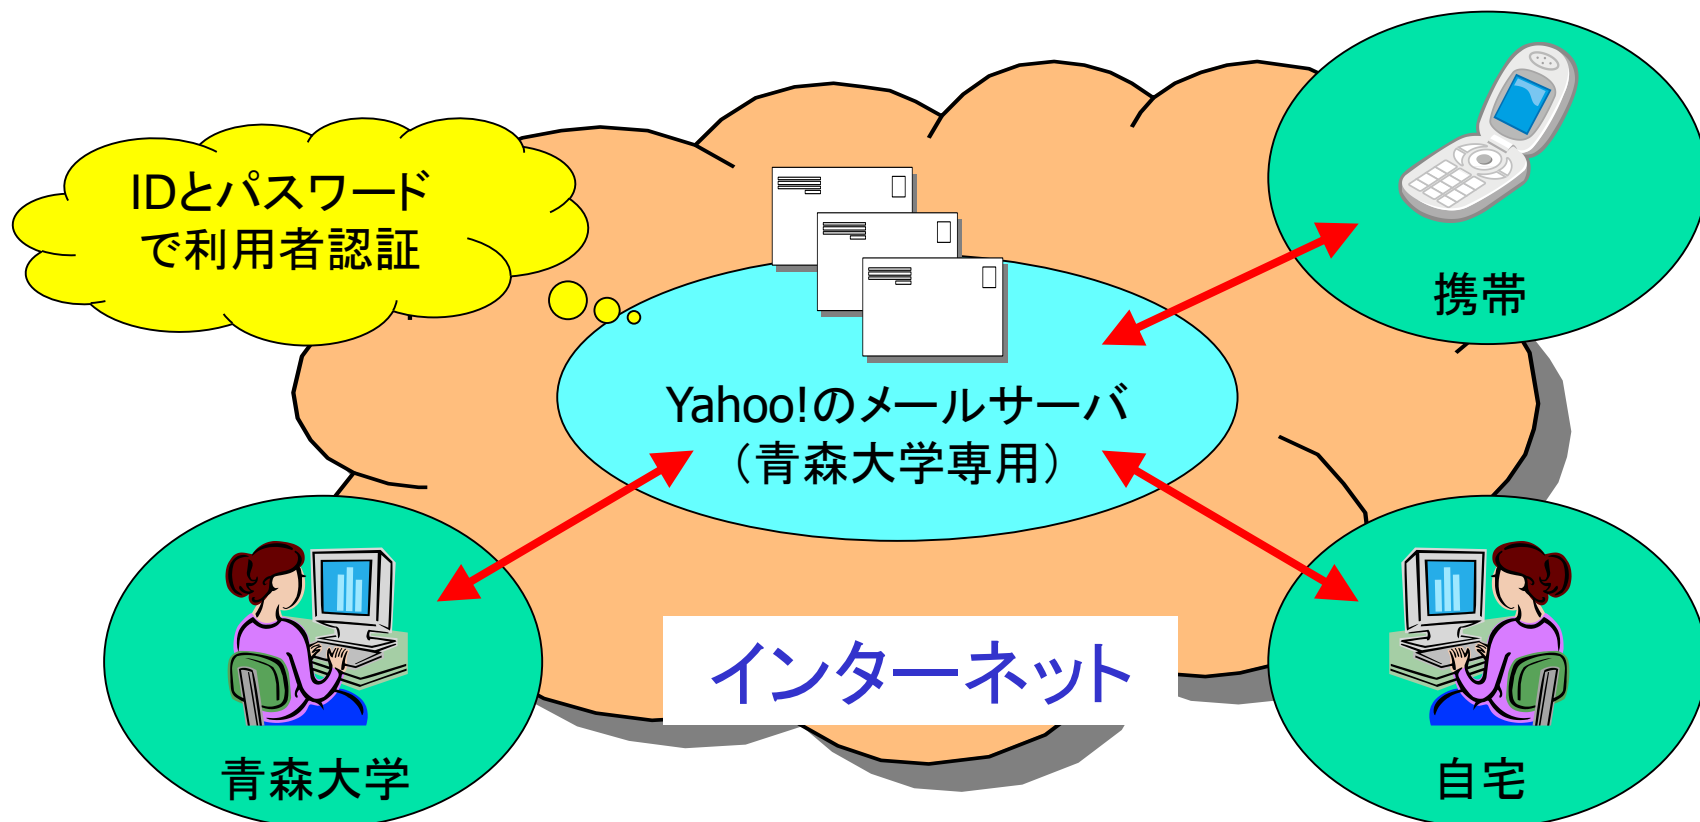 IDとパスワード
で利用者認証
携帯
Yahoo!のメールサーバ
（青森大学専用）
インターネット
青森大学
自宅